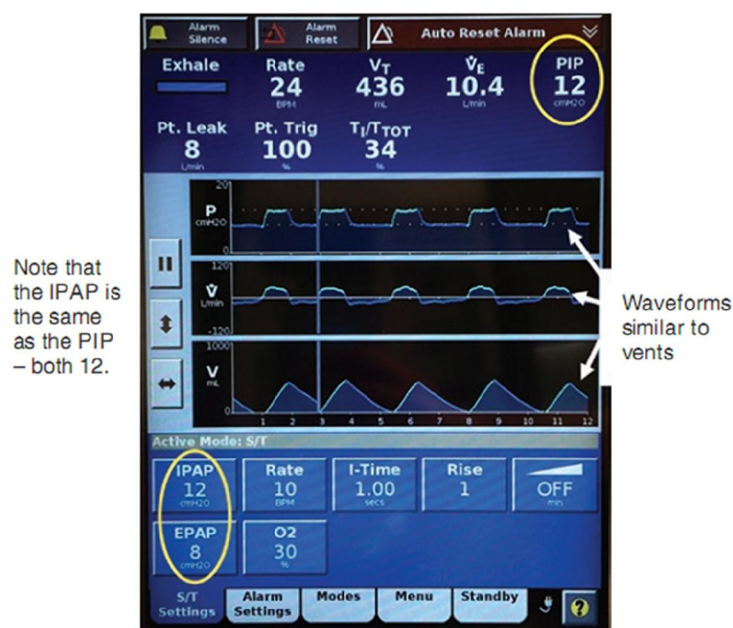 Alarm Silence
Alarm Reset
Auto Reset Alarm
Exhale
Rate
24
BPM
VT
436
mL
V̇E
10.4
L/min
PIP
12
cmH2O
Pt. Leak
8
L/min
Pt. Trig
100
%
TI/TTOT
34
%
20
P
cmH2O
0
120
V̇
L/min
-120
1000
V
mL
0
1 2 3 4 5 6 7 8 9 10 11 12
Note that
the IPAP is
the same
as the PIP
– both 12.
Waveforms
similar to
vents
Active Mode: S/T
IPAP
12
cmH2O
Rate
10
BPM
I-Time
1.00
secs
Rise
1
OFF
min
EPAP
8
cmH2O
O2
30
%
S/T
Settings
Alarm
Settings
Modes
Menu
Standby
?